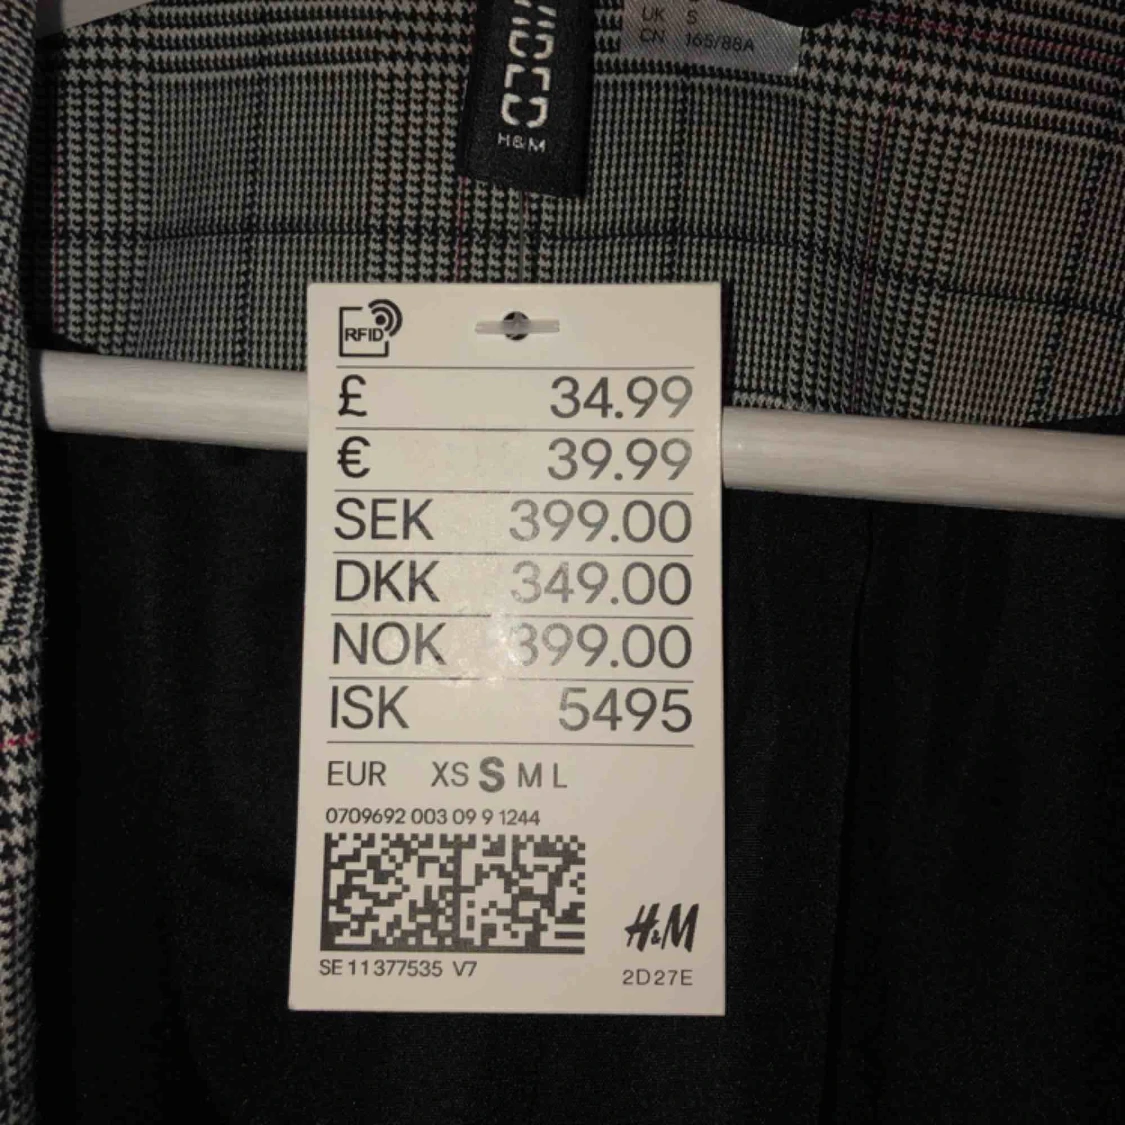 H&M
UK S
CN 165/88A
RFID
£ 34.99
€ 39.99
SEK 399.00
DKK 349.00
NOK 399.00
ISK 5495
EUR XS S M L
0709692 003 09 9 1244
H&M
SE 11377535 V7
2D27E